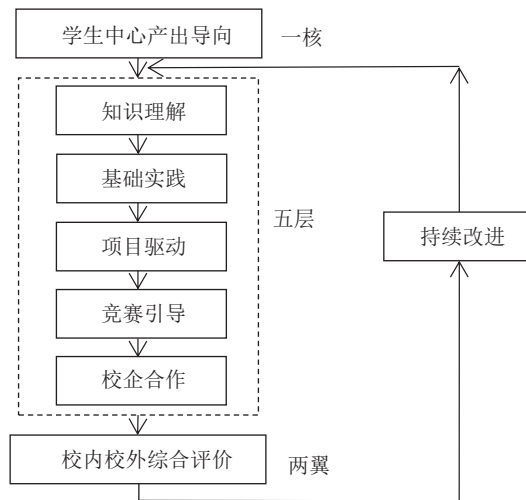 学生中心产出导向
一核
知识理解
基础实践
项目驱动
五层
持续改进
竞赛引导
校企合作
校内校外综合评价
两翼